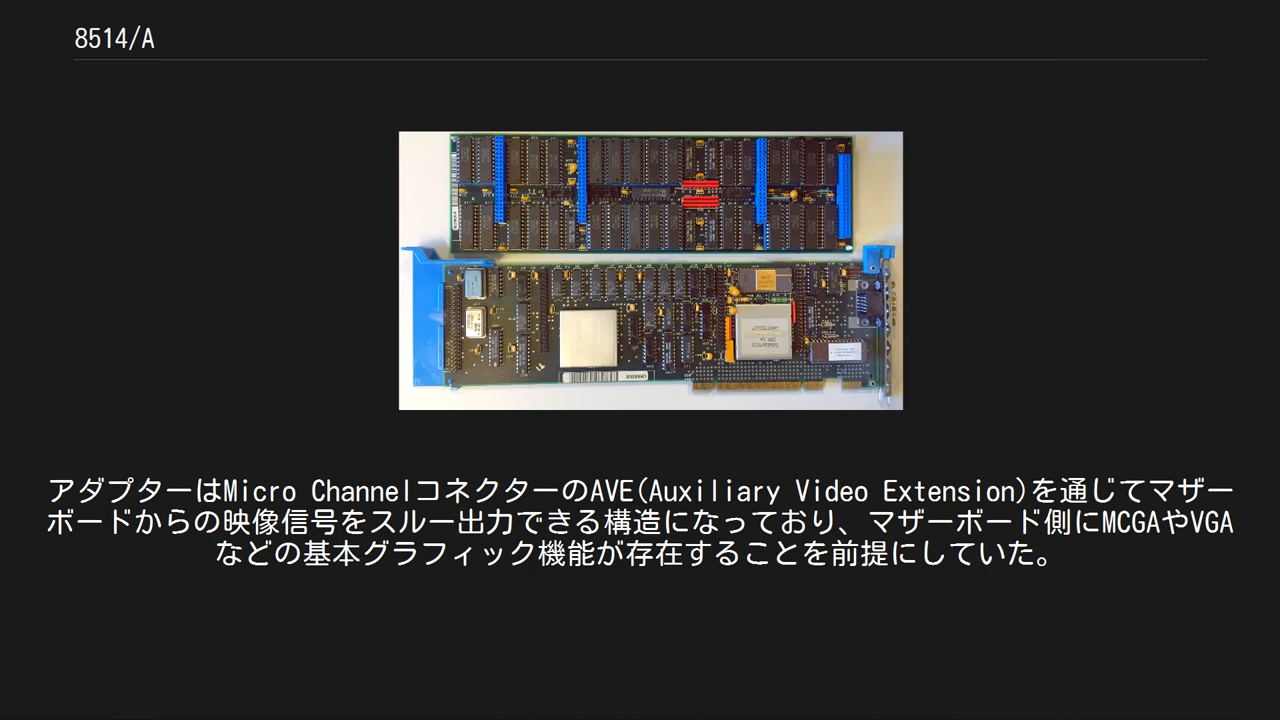 8514/A
アダプターはMicro ChannelコネクターのAVE(Auxiliary Video Extension)を通じてマザー
ボードからの映像信号をスルー出力できる構造になっており、マザーボード側にMCGAやVGA
などの基本グラフィック機能が存在することを前提にしていた。